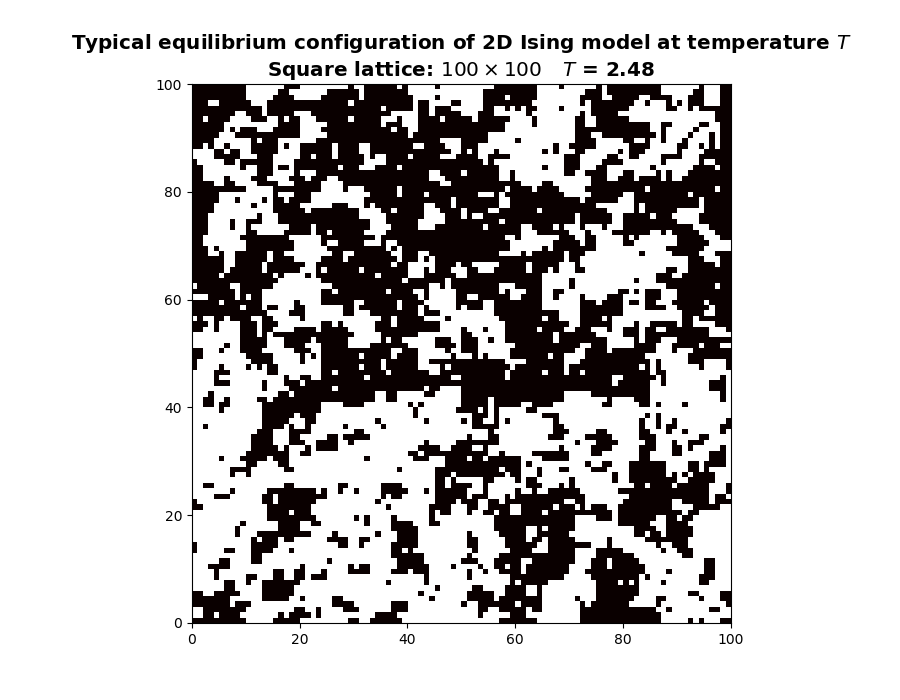 Typical equilibrium configuration of 2D Ising model at temperature T
Square lattice: 100 × 100 T = 2.48
100
80
60
40
20
0
0 20 40 60 80 100